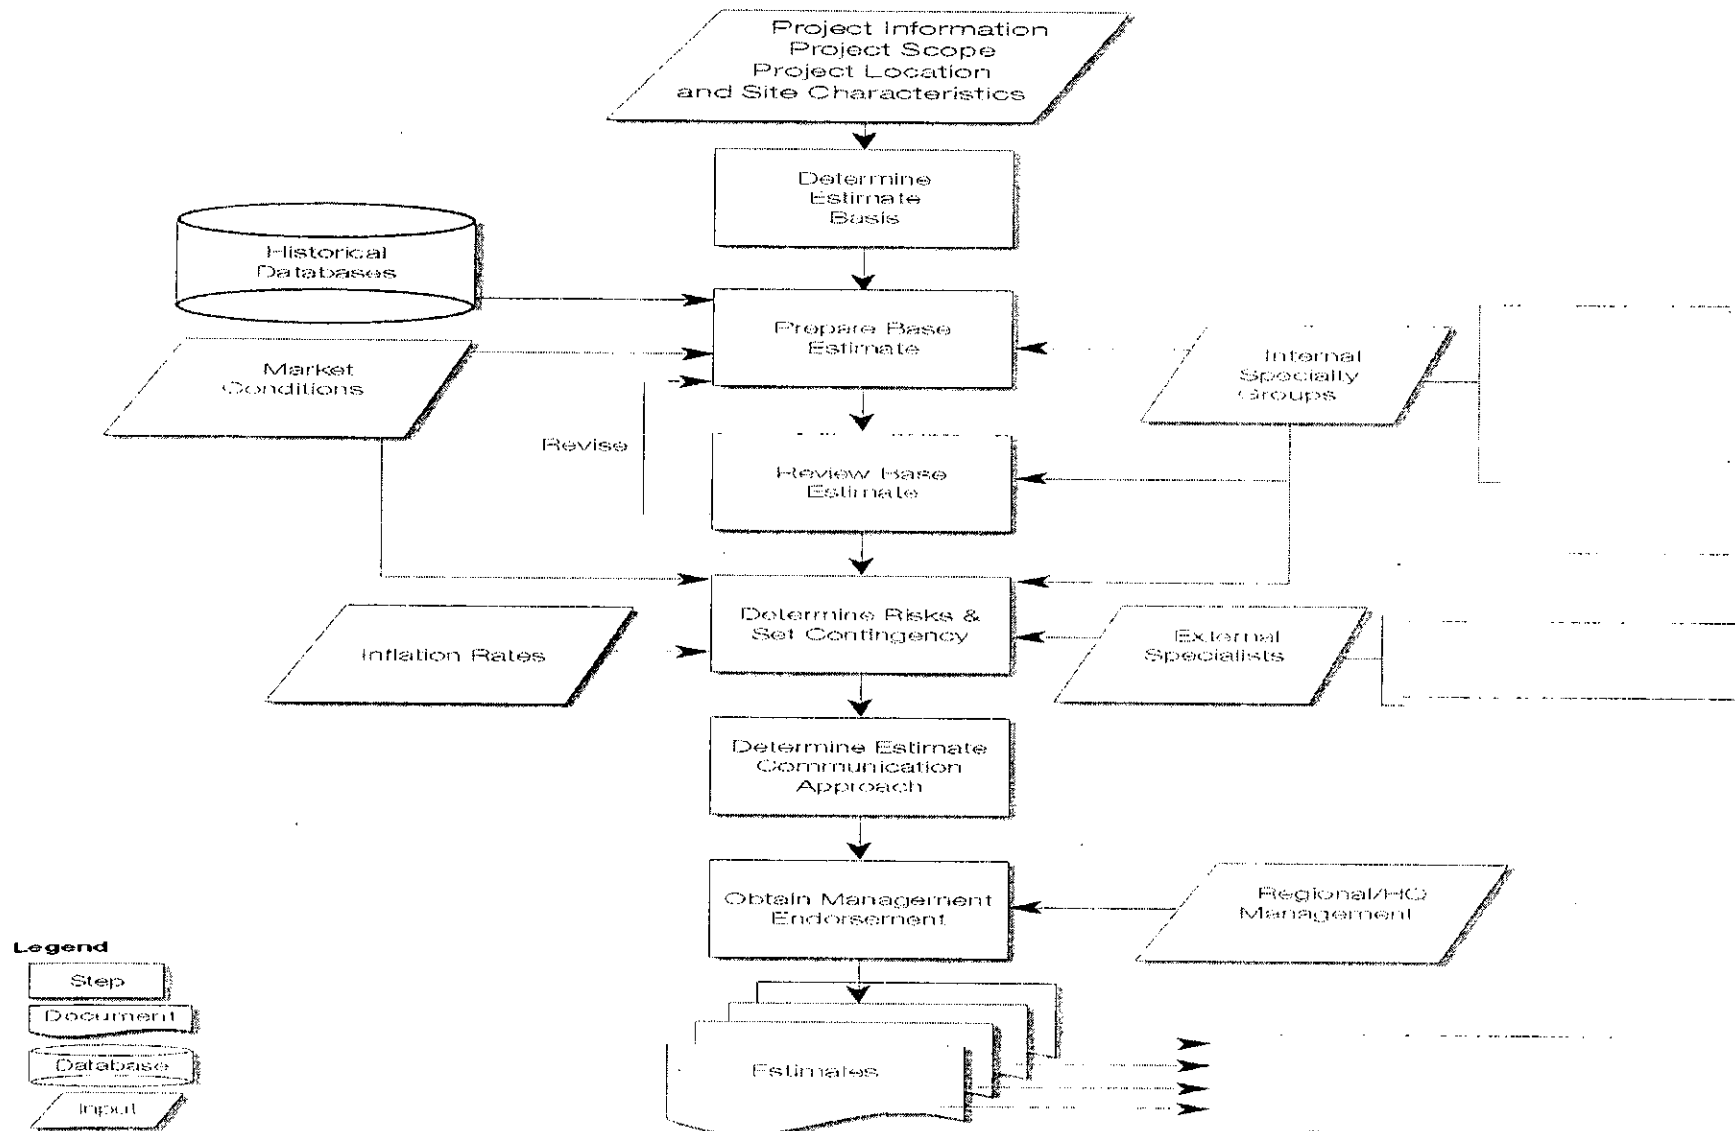 Project Information
Project Scope
Project Location
and Site Characteristics
Determine
Estimate
Basis
Historical
Databases
Prepare Base
Estimate
Market
Conditions
Internal
Specialty
Groups
Revise
Review Base
Estimate
Determine Risks &
Set Contingency
Inflation Rates
External
Specialists
Determine Estimate
Communication
Approach
Obtain Management
Endorsement
Regional/HQ
Management
Legend
Step
Document
Database
Input
Estimates